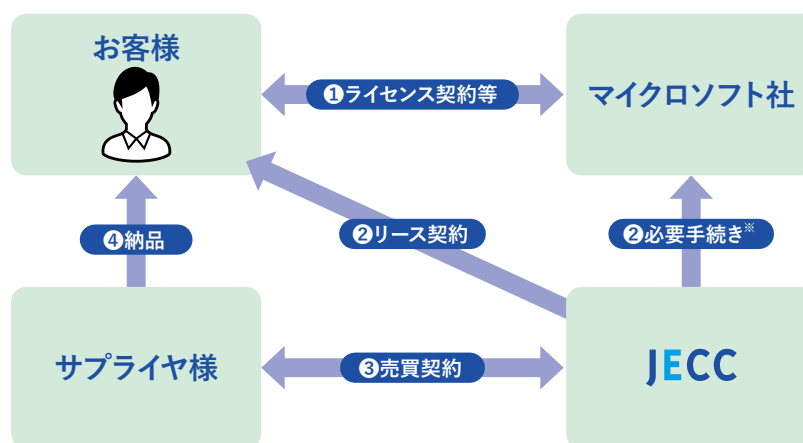 お客様
マイクロソフト社
❶ライセンス契約等
❹納品
❷リース契約
❷必要手続き※
サプライヤ様
❸売買契約
JECC